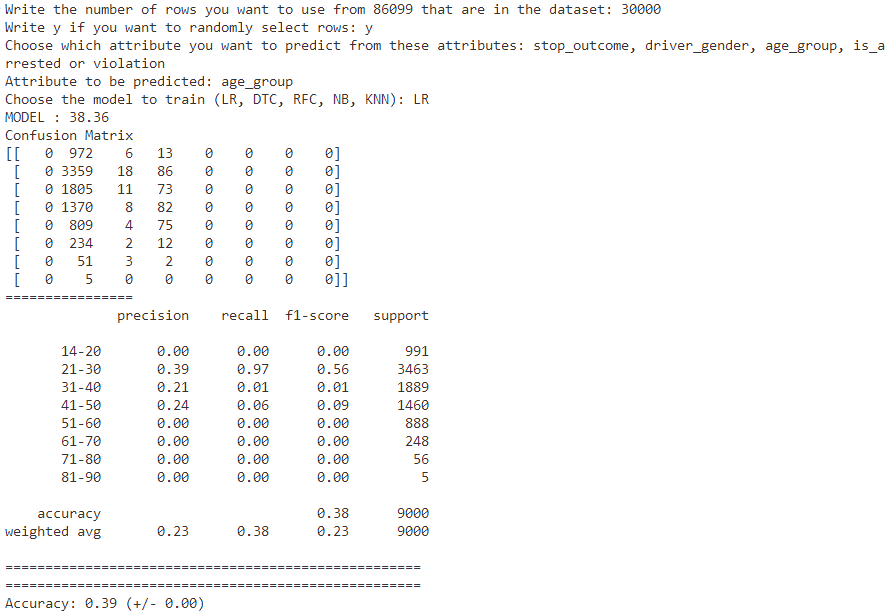 Write the number of rows you want to use from 86099 that are in the dataset: 30000
Write y if you want to randomly select rows: y
Choose which attribute you want to predict from these attributes: stop_outcome, driver_gender, age_group, is_a
rrested or violation
Attribute to be predicted: age_group
Choose the model to train (LR, DTC, RFC, NB, KNN): LR
MODEL : 38.36
Confusion Matrix
[[   0  972    6   13    0    0    0    0]
 [   0 3359   18   86    0    0    0    0]
 [   0 1805   11   73    0    0    0    0]
 [   0 1370    8   82    0    0    0    0]
 [   0  809    4   75    0    0    0    0]
 [   0  234    2   12    0    0    0    0]
 [   0   51    3    2    0    0    0    0]
 [   0    5    0    0    0    0    0    0]]
================
              precision    recall  f1-score   support
       14-20       0.00      0.00      0.00       991
       21-30       0.39      0.97      0.56      3463
       31-40       0.21      0.01      0.01      1889
       41-50       0.24      0.06      0.09      1460
       51-60       0.00      0.00      0.00       888
       61-70       0.00      0.00      0.00       248
       71-80       0.00      0.00      0.00        56
       81-90       0.00      0.00      0.00         5
    accuracy                           0.38      9000
weighted avg       0.23      0.38      0.23      9000
====================================================
====================================================
Accuracy: 0.39 (+/- 0.00)